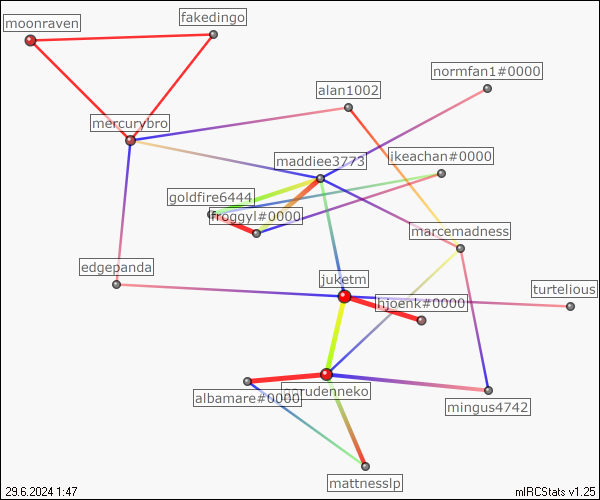 fakedingo
moonraven
normfan1#0000
alan1002
mercurybro
ikeachan#0000
maddiee3773
goldfire6444
froggyl#0000
marcemadness
edgepanda
juketm
turtelious
hjoenk#0000
albamare#0000
mingus4742
mattnesslp
29.6.2024 1:47
mIRCStats v1.25